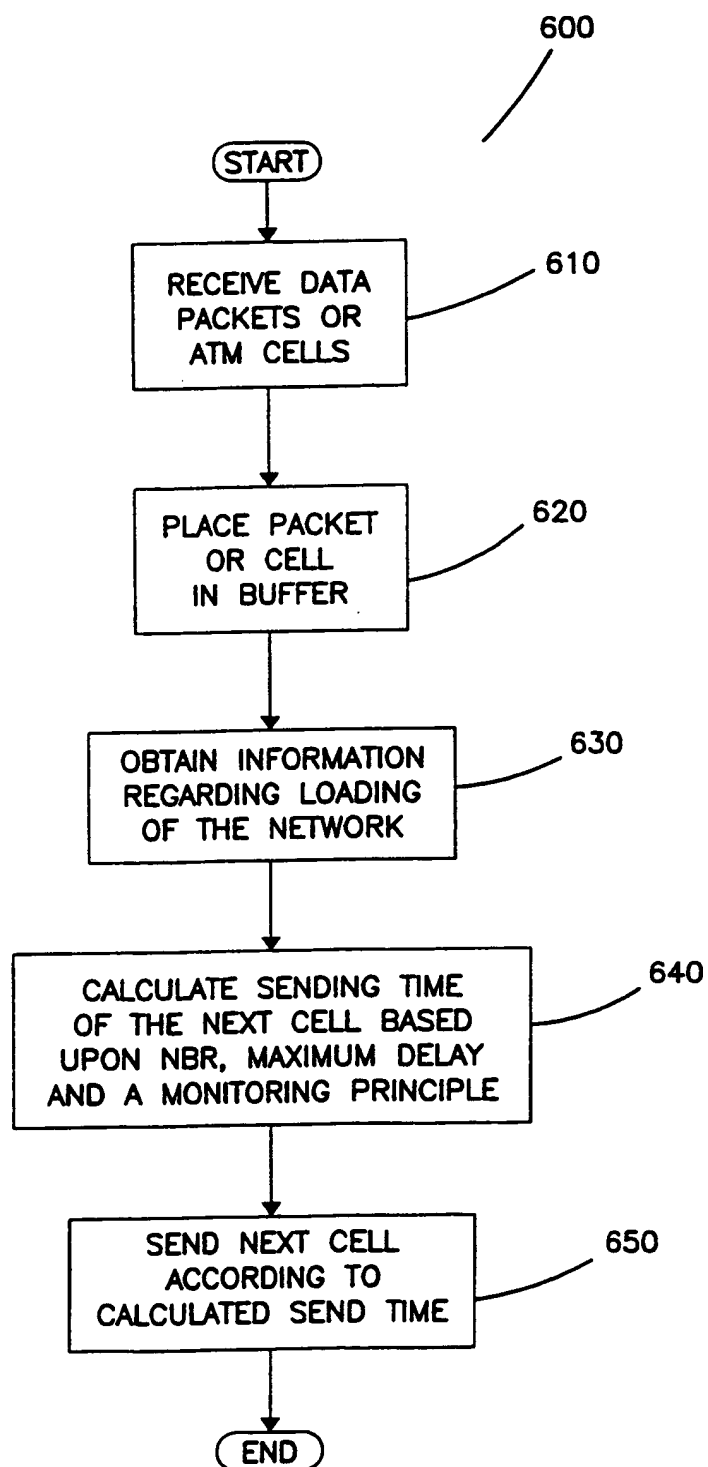 600
START
RECEIVE DATA
PACKETS OR
ATM CELLS
610
PLACE PACKET
OR CELL
IN BUFFER
620
OBTAIN INFORMATION
REGARDING LOADING
OF THE NETWORK
630
CALCULATE SENDING TIME
OF THE NEXT CELL BASED
UPON NBR, MAXIMUM DELAY
AND A MONITORING PRINCIPLE
640
SEND NEXT CELL
ACCORDING TO
CALCULATED SEND TIME
650
END